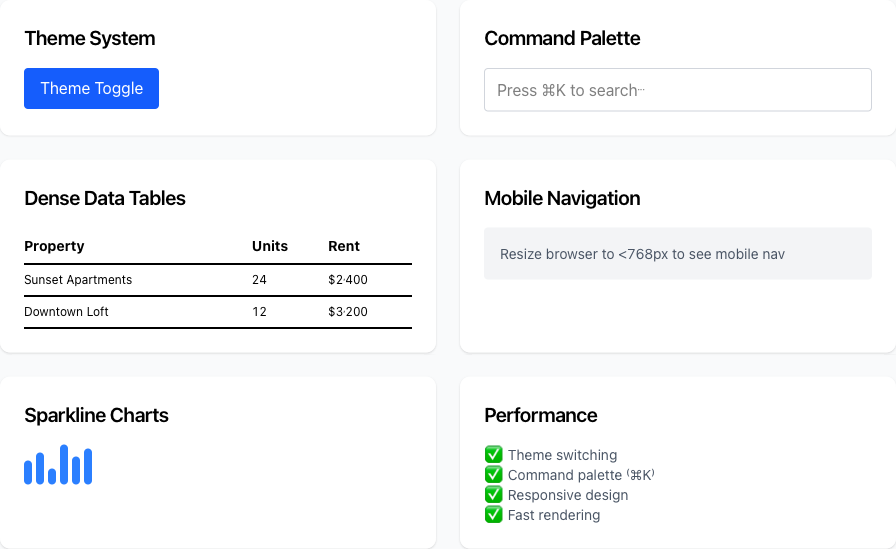 Theme System
Theme Toggle
Command Palette
Press ⌘K to search...
Dense Data Tables
Property Units Rent
Sunset Apartments 24 $2,400
Downtown Loft 12 $3,200
Mobile Navigation
Resize browser to <768px to see mobile nav
Sparkline Charts
Performance
✅ Theme switching
✅ Command palette (⌘K)
✅ Responsive design
✅ Fast rendering